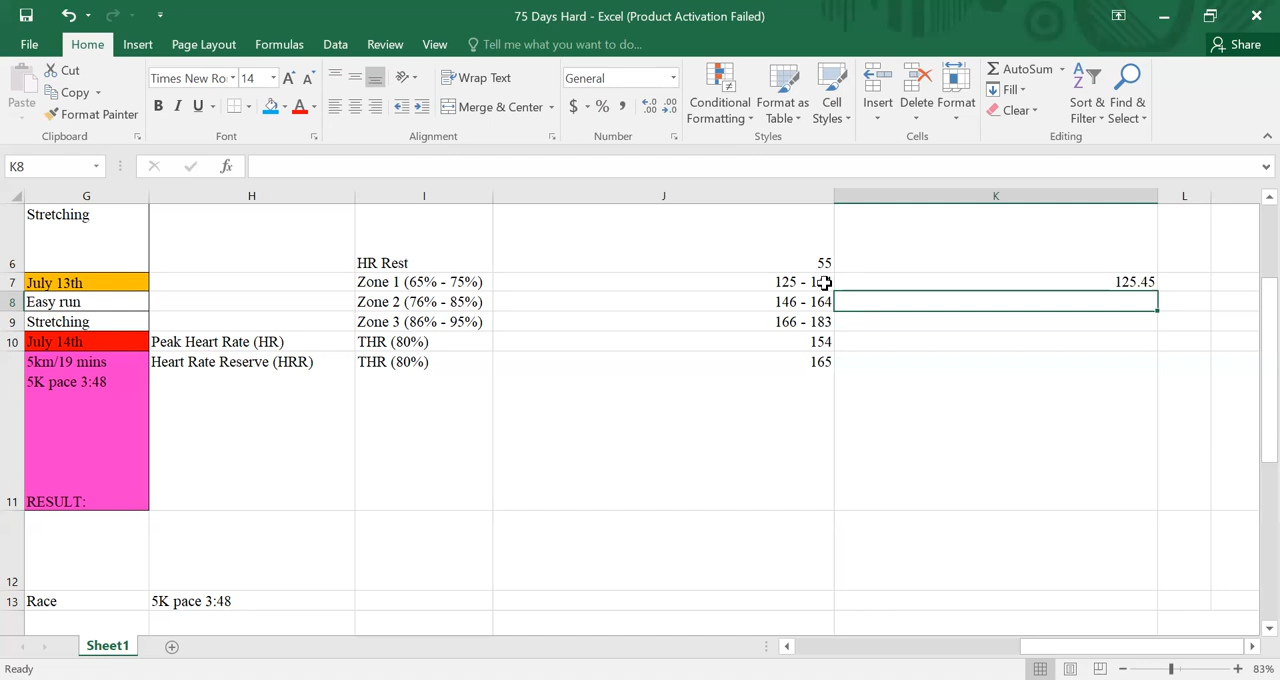 75 Days Hard - Excel (Product Activation Failed)
File Home Insert Page Layout Formulas Data Review View Tell me what you want to do... Share
Paste
Cut
Copy
Format Painter
Clipboard
Times New Ro 14 A A
B I U A
Font
Wrap Text
Merge & Center
Alignment
General
$ % , .0 .00 .00 .0
Number
Conditional Formatting
Format as Table
Cell Styles
Styles
Insert
Delete
Format
Cells
AutoSum
Fill
Clear
Sort & Filter
Find & Select
Editing
K8 fx
G H I J K L
Stretching
6 HR Rest 55
7 July 13th Zone 1 (65% - 75%) 125 - 125.45
8 Easy run Zone 2 (76% - 85%) 146 - 164
9 Stretching Zone 3 (86% - 95%) 166 - 183
10 July 14th Peak Heart Rate (HR) THR (80%) 154
5km/19 mins Heart Rate Reserve (HRR) THR (80%) 165
5K pace 3:48
11 RESULT:
12
13 Race 5K pace 3:48
Sheet1
Ready 83%